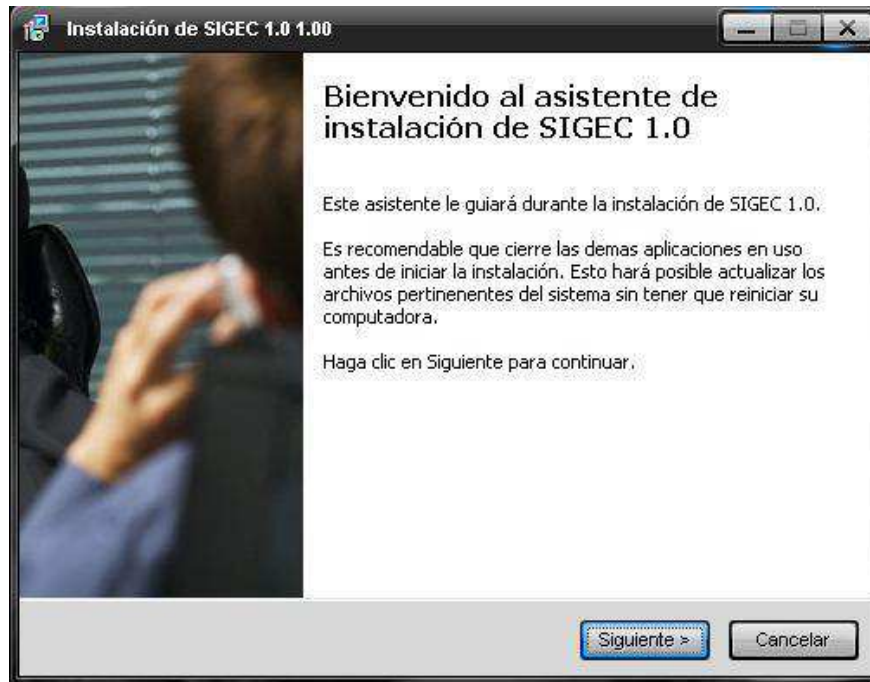 Instalación de SIGEC 1.0 1.00
Bienvenido al asistente de
instalación de SIGEC 1.0
Este asistente le guiará durante la instalación de SIGEC 1.0.
Es recomendable que cierre las demas aplicaciones en uso
antes de iniciar la instalación. Esto hará posible actualizar los
archivos pertinenentes del sistema sin tener que reiniciar su
computadora.
Haga clic en Siguiente para continuar.
Siguiente >
Cancelar